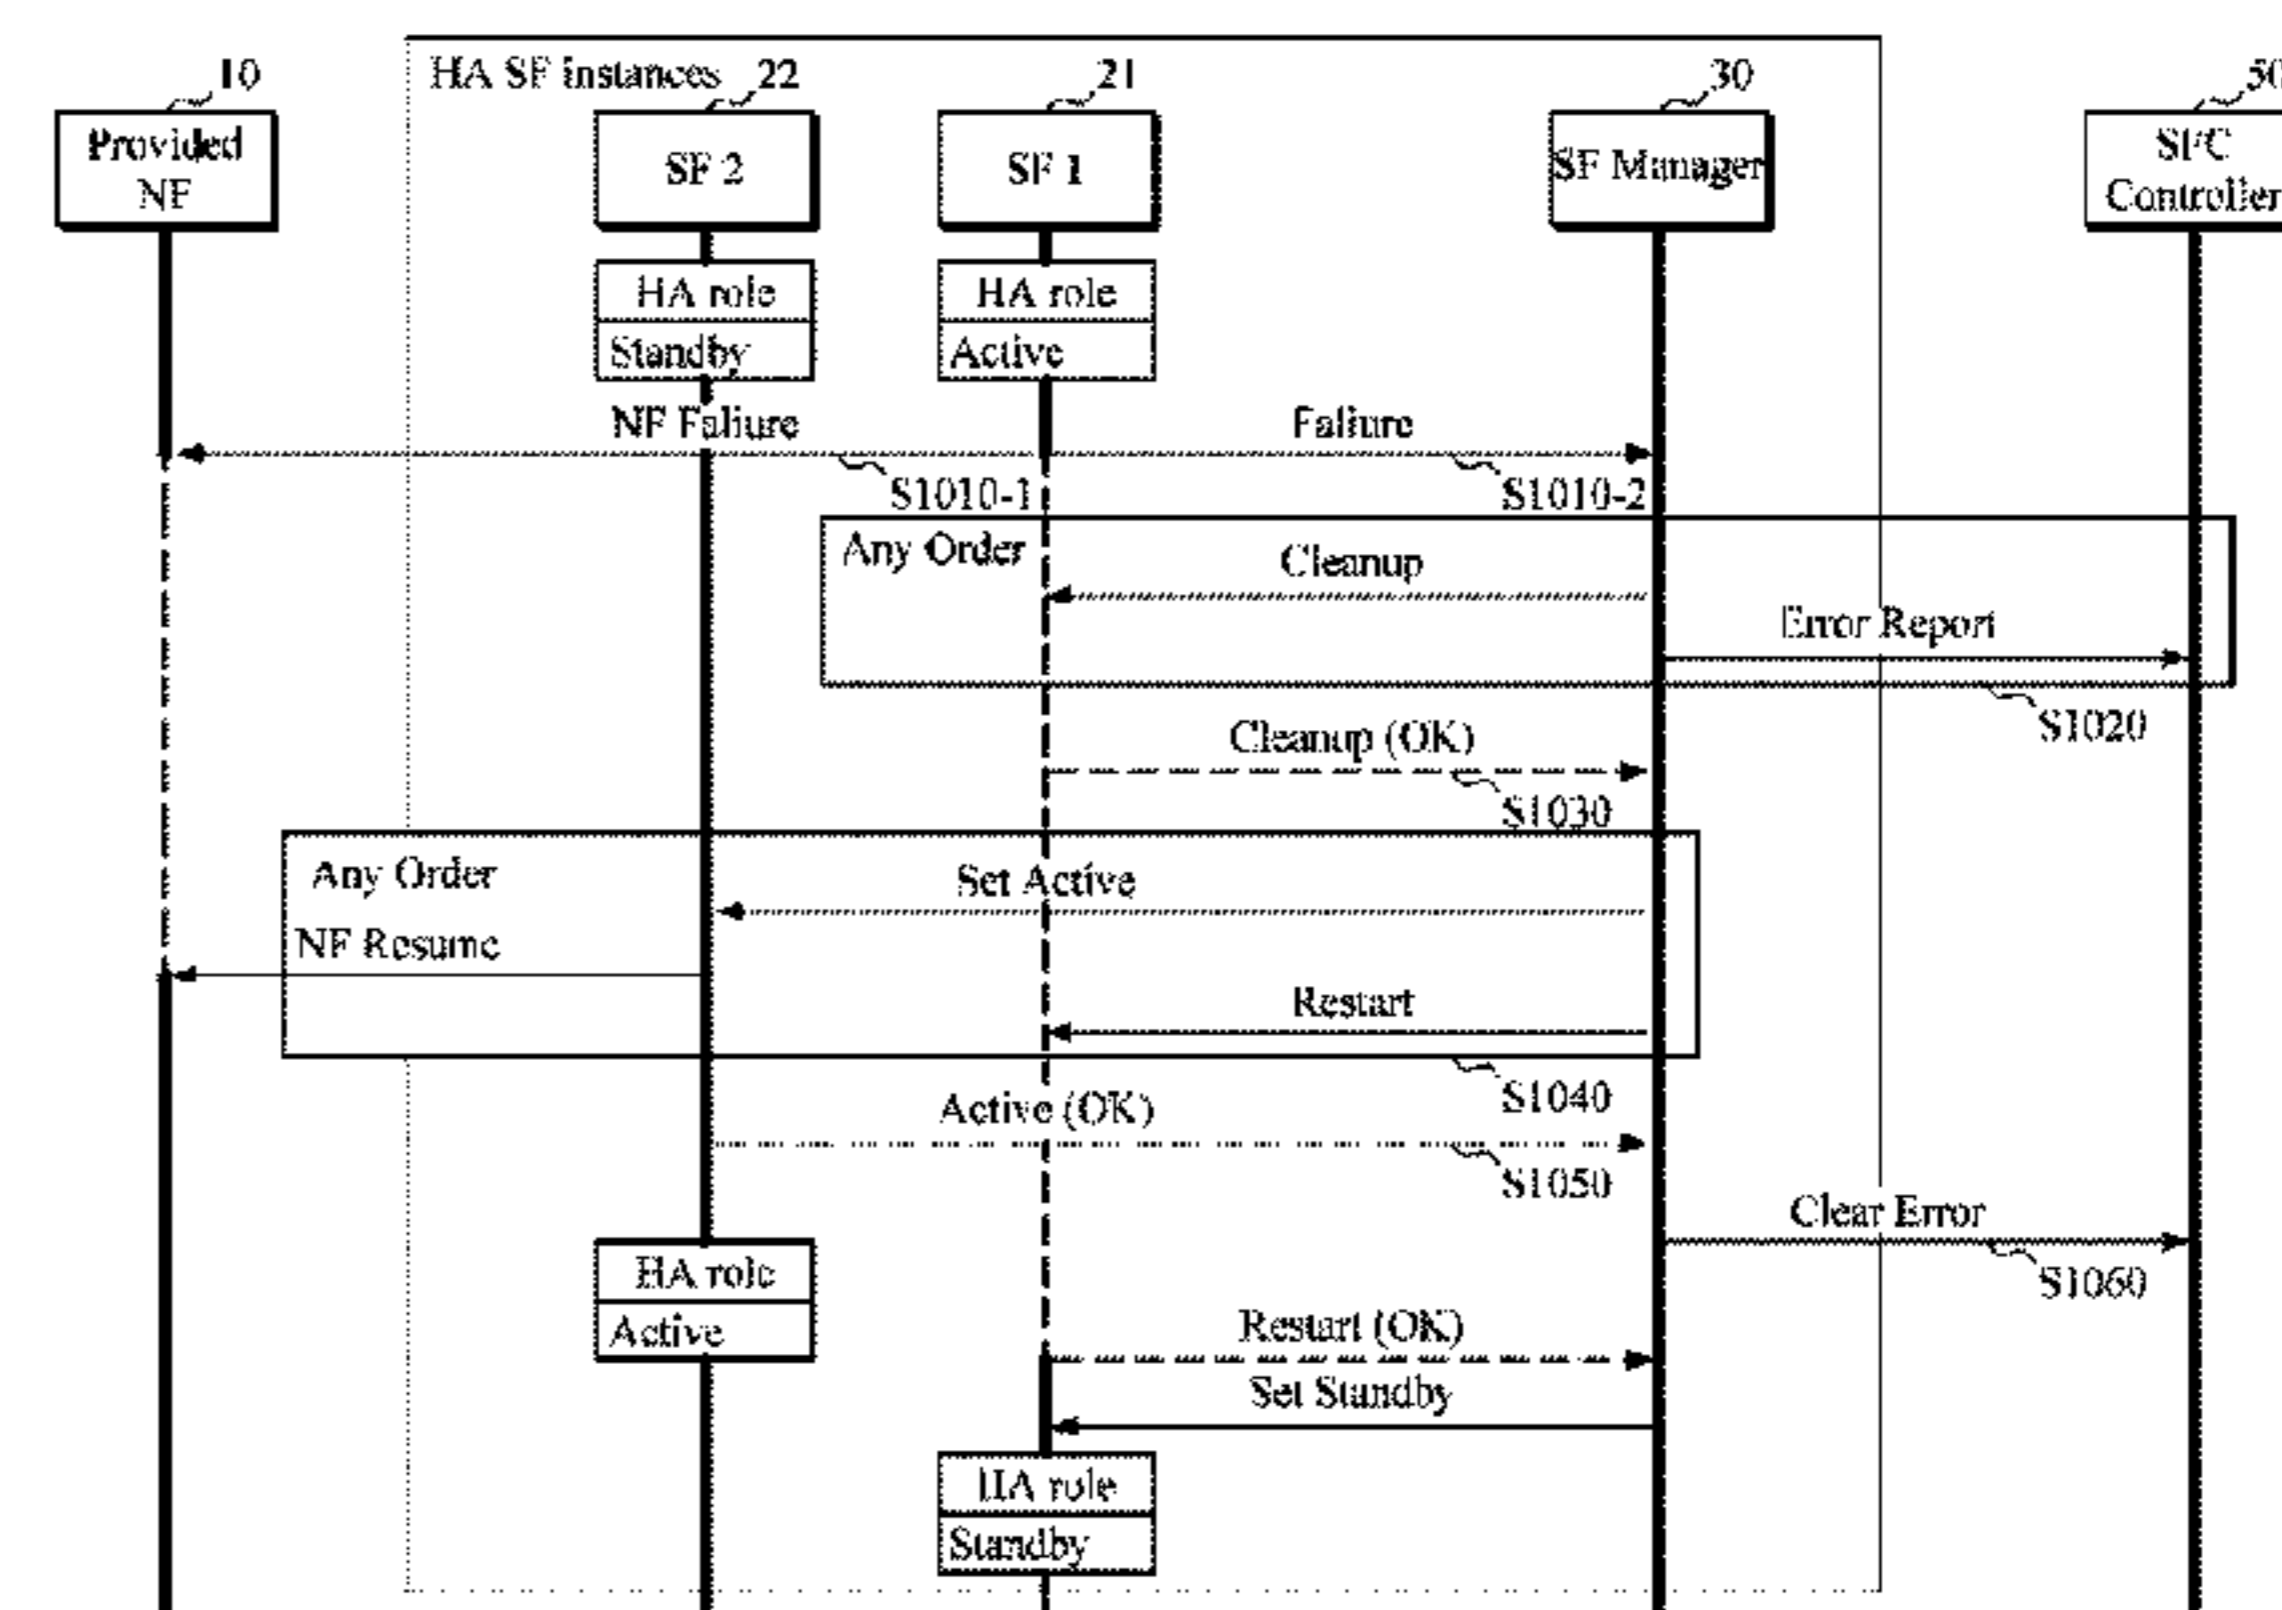 10
HA SF instances
22
21
30
50
Provided
NF
SF 2
SF 1
SF Manager
SFC
Controller
HA role
Standby
HA role
Active
NF Faliure
Faliure
S1010-1
S1010-2
Any Order
Cleanup
Error Report
S1020
Cleanup (OK)
S1030
Any Order
Set Active
NF Resume
Restart
S1040
Active (OK)
S1050
Clear Error
S1060
HA role
Active
Restart (OK)
Set Standby
HA role
Standby